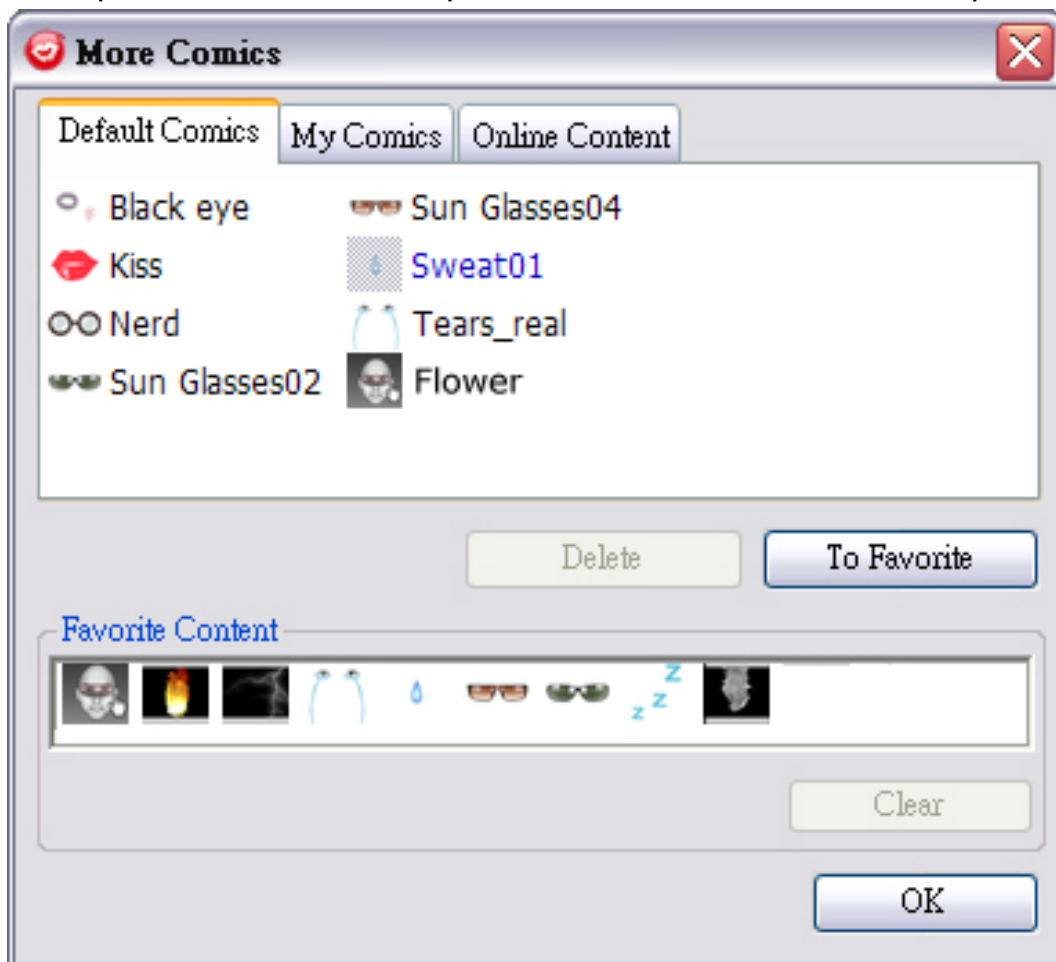 More Comics
Default Comics My Comics Online Content
Black eye Sun Glasses04
Kiss Sweat01
Nerd Tears_real
Sun Glasses02 Flower
Delete To Favorite
Favorite Content
z z z
Clear
OK